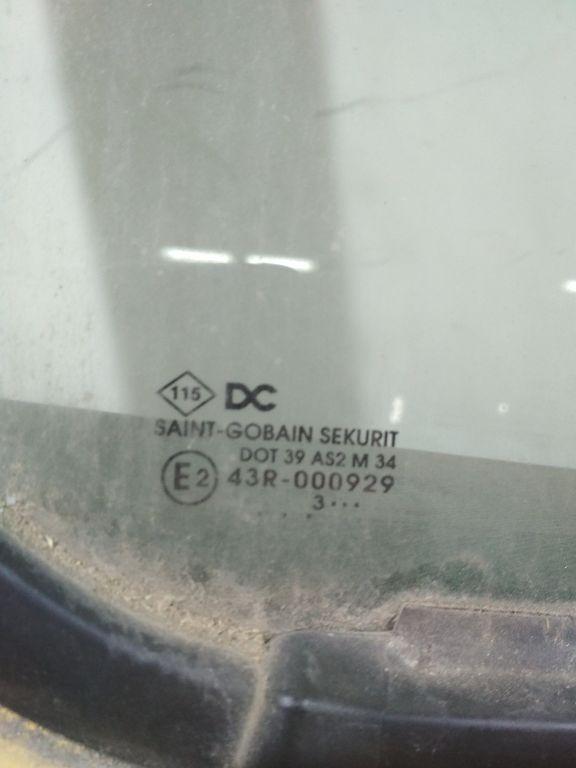 115 DC
SAINT-GOBAIN SEKURIT
DOT 39 AS2 M 34
E2 43R-000929
3...